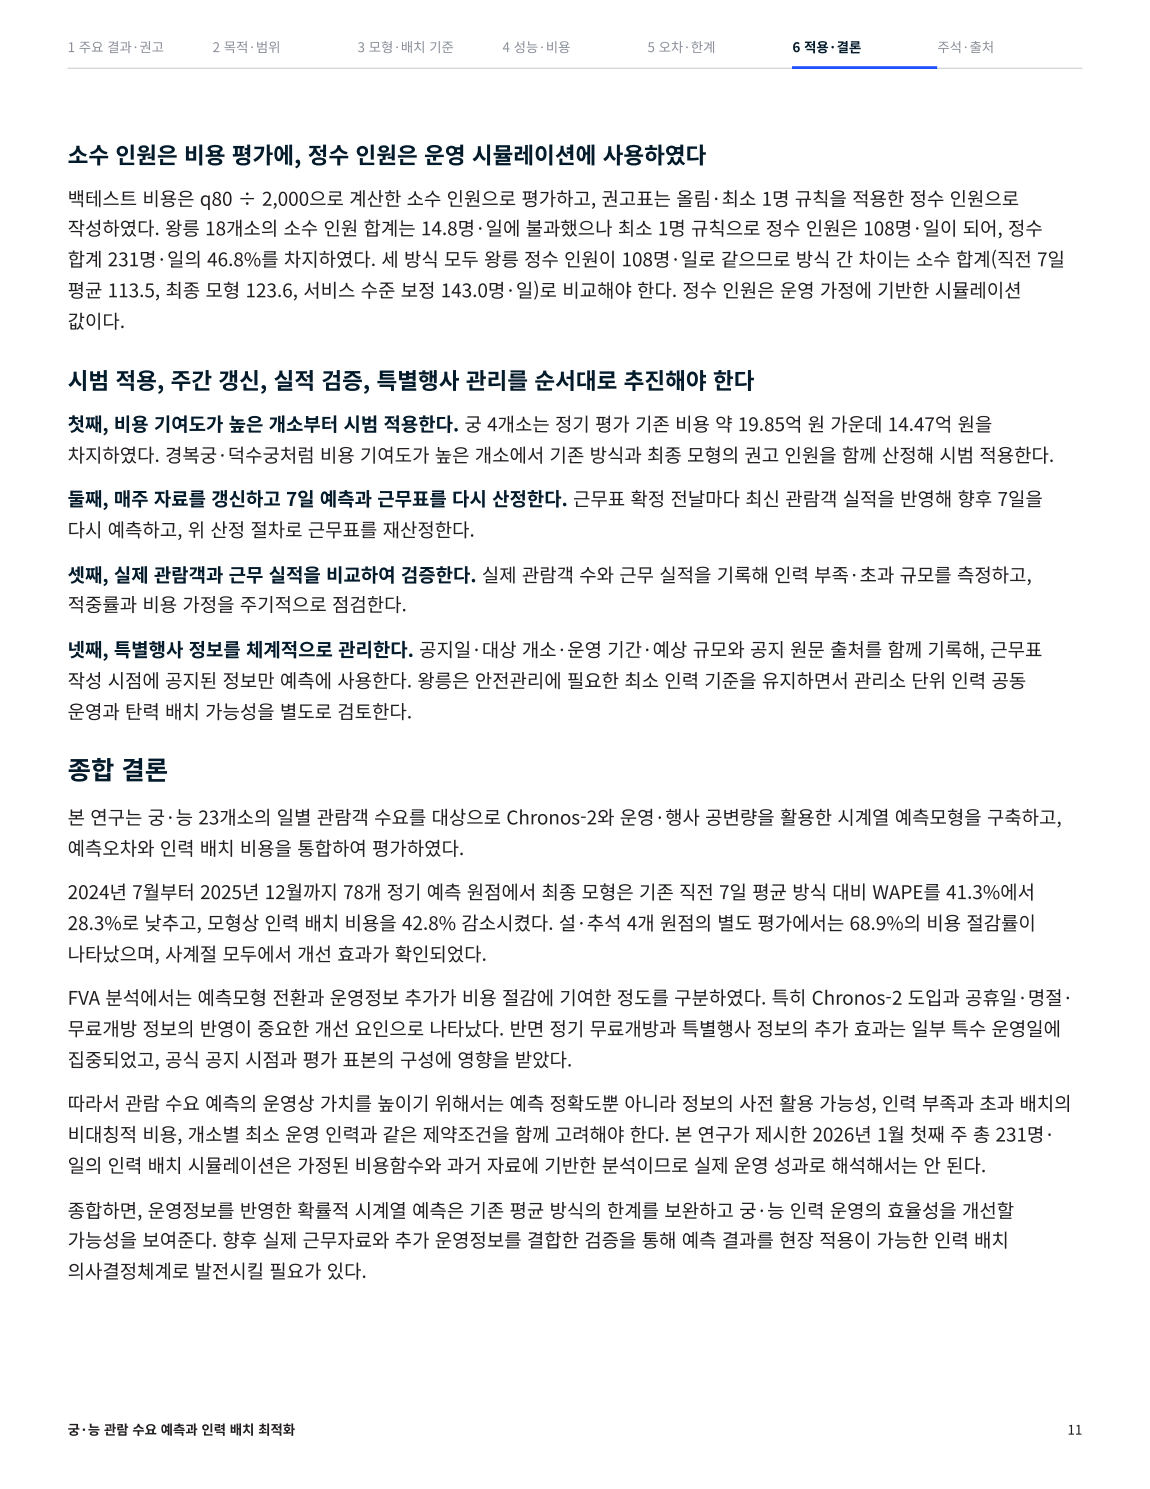 1 주요 결과·권고
2 목적·범위
3 모형·배치 기준
4 성능·비용
5 오차·한계
6 적용·결론
주석·출처
소수 인원은 비용 평가에, 정수 인원은 운영 시뮬레이션에 사용하였다
백테스트 비용은 q80 ÷ 2,000으로 계산한 소수 인원으로 평가하고, 권고표는 올림·최소 1명 규칙을 적용한 정수 인원으로
작성하였다. 왕릉 18개소의 소수 인원 합계는 14.8명·일에 불과했으나 최소 1명 규칙으로 정수 인원은 108명·일이 되어, 정수
합계 231명·일의 46.8%를 차지하였다. 세 방식 모두 왕릉 정수 인원이 108명·일로 같으므로 방식 간 차이는 소수 합계(직전 7일
평균 113.5, 최종 모형 123.6, 서비스 수준 보정 143.0명·일)로 비교해야 한다. 정수 인원은 운영 가정에 기반한 시뮬레이션
값이다.
시범 적용, 주간 갱신, 실적 검증, 특별행사 관리를 순서대로 추진해야 한다
첫째, 비용 기여도가 높은 개소부터 시범 적용한다. 궁 4개소는 정기 평가 기존 비용 약 19.85억 원 가운데 14.47억 원을
차지하였다. 경복궁·덕수궁처럼 비용 기여도가 높은 개소에서 기존 방식과 최종 모형의 권고 인원을 함께 산정해 시범 적용한다.
둘째, 매주 자료를 갱신하고 7일 예측과 근무표를 다시 산정한다. 근무표 확정 전날마다 최신 관람객 실적을 반영해 향후 7일을
다시 예측하고, 위 산정 절차로 근무표를 재산정한다.
셋째, 실제 관람객과 근무 실적을 비교하여 검증한다. 실제 관람객 수와 근무 실적을 기록해 인력 부족·초과 규모를 측정하고,
적중률과 비용 가정을 주기적으로 점검한다.
넷째, 특별행사 정보를 체계적으로 관리한다. 공지일·대상 개소·운영 기간·예상 규모와 공지 원문 출처를 함께 기록해, 근무표
작성 시점에 공지된 정보만 예측에 사용한다. 왕릉은 안전관리에 필요한 최소 인력 기준을 유지하면서 관리소 단위 인력 공동
운영과 탄력 배치 가능성을 별도로 검토한다.
종합 결론
본 연구는 궁·능 23개소의 일별 관람객 수요를 대상으로 Chronos-2와 운영·행사 공변량을 활용한 시계열 예측모형을 구축하고,
예측오차와 인력 배치 비용을 통합하여 평가하였다.
2024년 7월부터 2025년 12월까지 78개 정기 예측 원점에서 최종 모형은 기존 직전 7일 평균 방식 대비 WAPE를 41.3%에서
28.3%로 낮추고, 모형상 인력 배치 비용을 42.8% 감소시켰다. 설·추석 4개 원점의 별도 평가에서는 68.9%의 비용 절감률이
나타났으며, 사계절 모두에서 개선 효과가 확인되었다.
FVA 분석에서는 예측모형 전환과 운영정보 추가가 비용 절감에 기여한 정도를 구분하였다. 특히 Chronos-2 도입과 공휴일·명절·
무료개방 정보의 반영이 중요한 개선 요인으로 나타났다. 반면 정기 무료개방과 특별행사 정보의 추가 효과는 일부 특수 운영일에
집중되었고, 공식 공지 시점과 평가 표본의 구성에 영향을 받았다.
따라서 관람 수요 예측의 운영상 가치를 높이기 위해서는 예측 정확도뿐 아니라 정보의 사전 활용 가능성, 인력 부족과 초과 배치의
비대칭적 비용, 개소별 최소 운영 인력과 같은 제약조건을 함께 고려해야 한다. 본 연구가 제시한 2026년 1월 첫째 주 총 231명·
일의 인력 배치 시뮬레이션은 가정된 비용함수와 과거 자료에 기반한 분석이므로 실제 운영 성과로 해석해서는 안 된다.
종합하면, 운영정보를 반영한 확률적 시계열 예측은 기존 평균 방식의 한계를 보완하고 궁·능 인력 운영의 효율성을 개선할
가능성을 보여준다. 향후 실제 근무자료와 추가 운영정보를 결합한 검증을 통해 예측 결과를 현장 적용이 가능한 인력 배치
의사결정체계로 발전시킬 필요가 있다.
궁·능 관람 수요 예측과 인력 배치 최적화
11